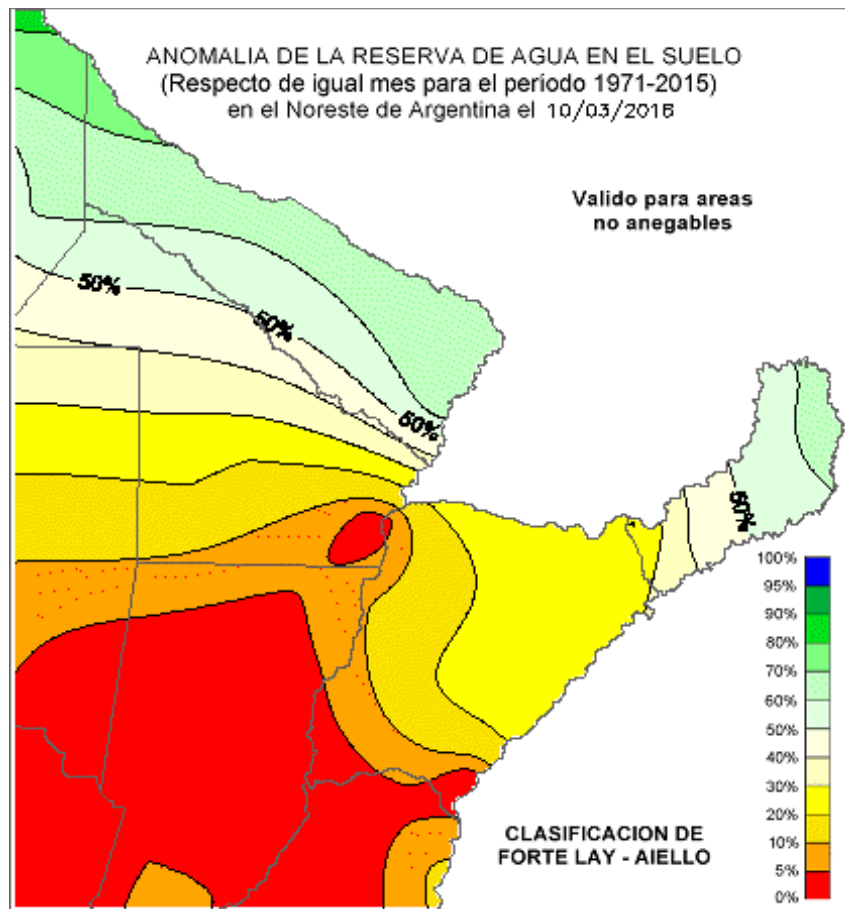 ANOMALIA DE LA RESERVA DE AGUA EN EL SUELO
(Respecto de igual mes para el período 1971-2015)
en el Noreste de Argentina el 10/03/2018
Valido para areas
no anegables
50%
50%
50%
50%
100%
95%
90%
80%
70%
60%
50%
40%
30%
20%
10%
5%
0%
CLASIFICACION DE
FORTE LAY - AIELLO